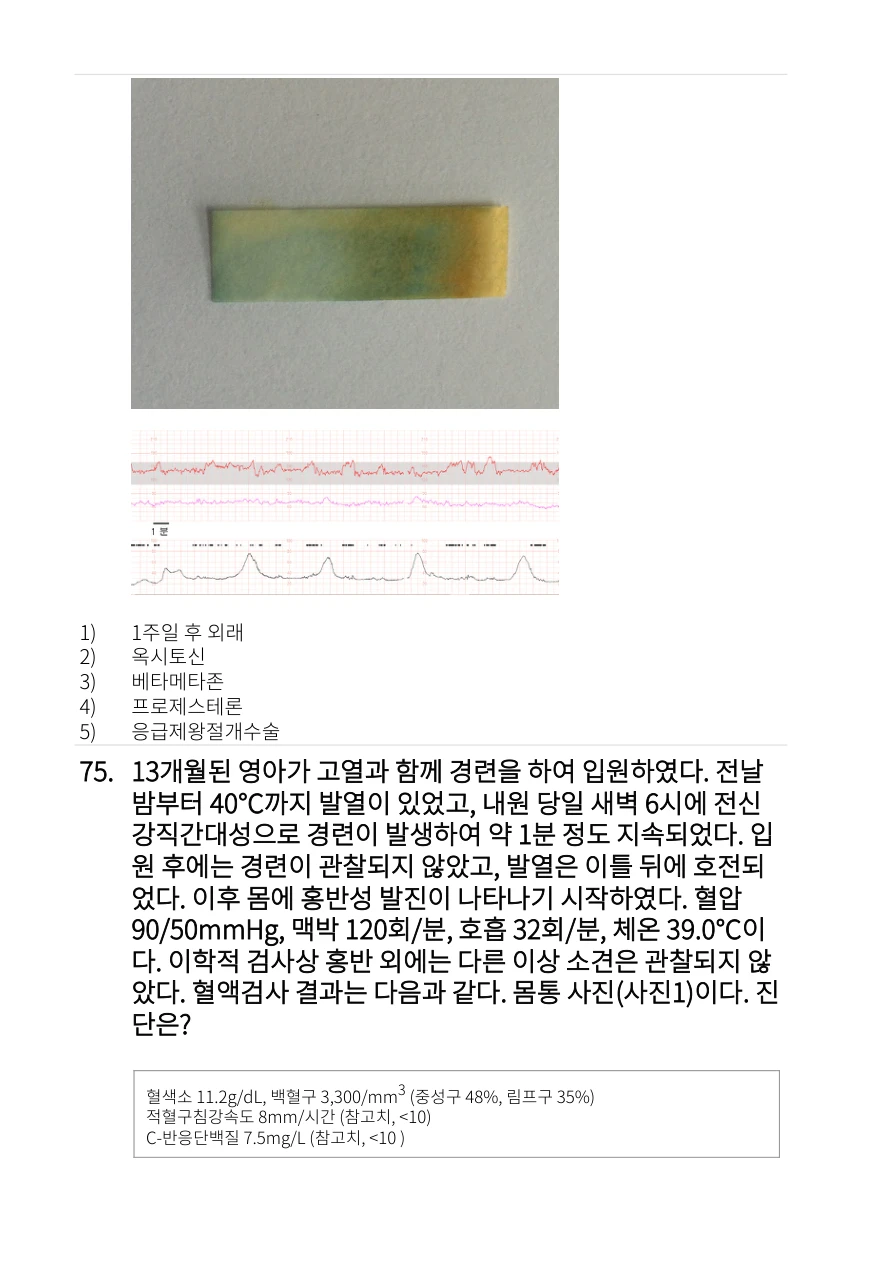 1 분
1) 1주일 후 외래
2) 옥시토신
3) 베타메타존
4) 프로제스테론
5) 응급제왕절개수술
75. 13개월된 영아가 고열과 함께 경련을 하여 입원하였다. 전날
밤부터 40°C까지 발열이 있었고, 내원 당일 새벽 6시에 전신
강직간대성으로 경련이 발생하여 약 1분 정도 지속되었다. 입
원 후에는 경련이 관찰되지 않았고, 발열은 이틀 뒤에 호전되
었다. 이후 몸에 홍반성 발진이 나타나기 시작하였다. 혈압
90/50mmHg, 맥박 120회/분, 호흡 32회/분, 체온 39.0°C이
다. 이학적 검사상 홍반 외에는 다른 이상 소견은 관찰되지 않
았다. 혈액검사 결과는 다음과 같다. 몸통 사진(사진1)이다. 진
단은?
혈색소 11.2g/dL, 백혈구 3,300/mm³ (중성구 48%, 림프구 35%)
적혈구침강속도 8mm/시간 (참고치, <10)
C-반응단백질 7.5mg/L (참고치, <10 )